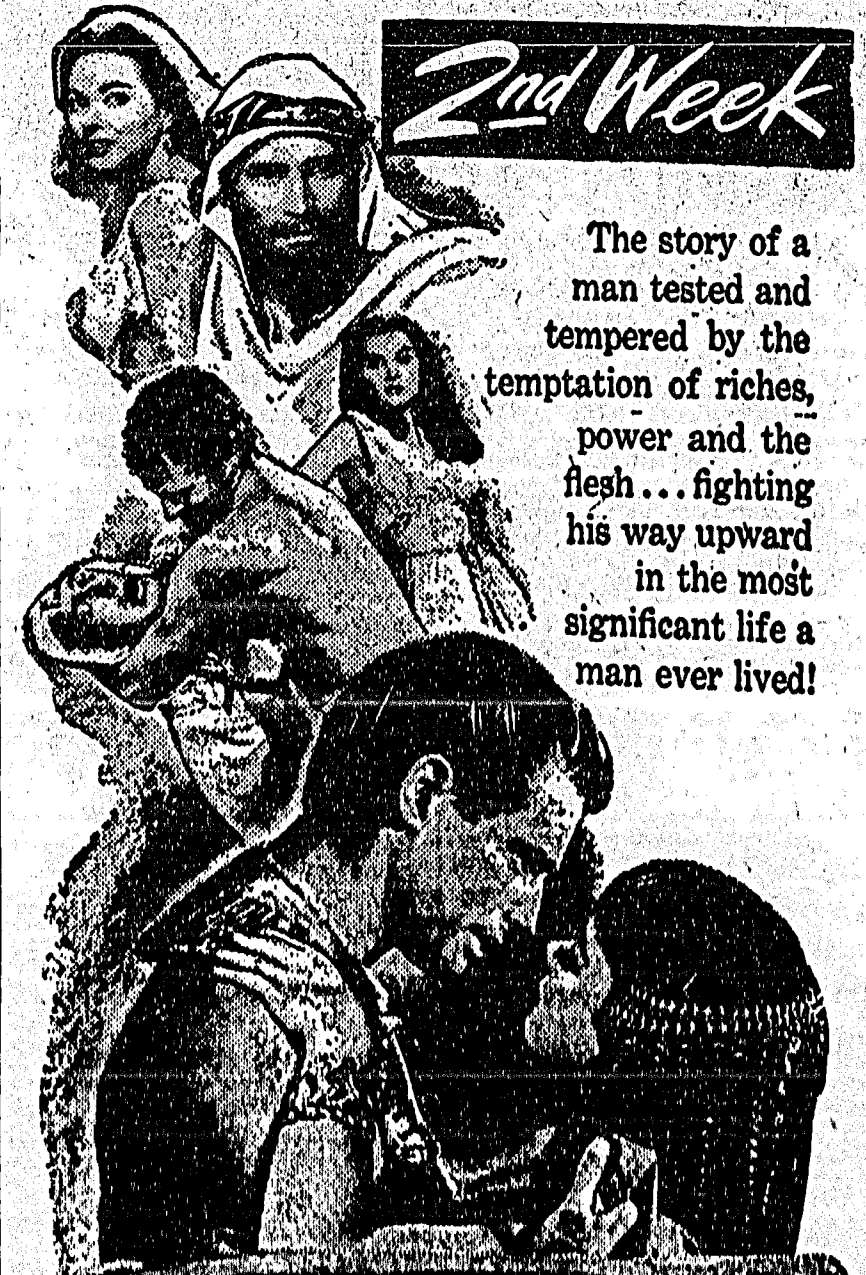 2nd Week
The story of a
man tested and
tempered by the
temptation of riches,
power and the
flesh... fighting
his way upward
in the most
significant life a
man ever lived!